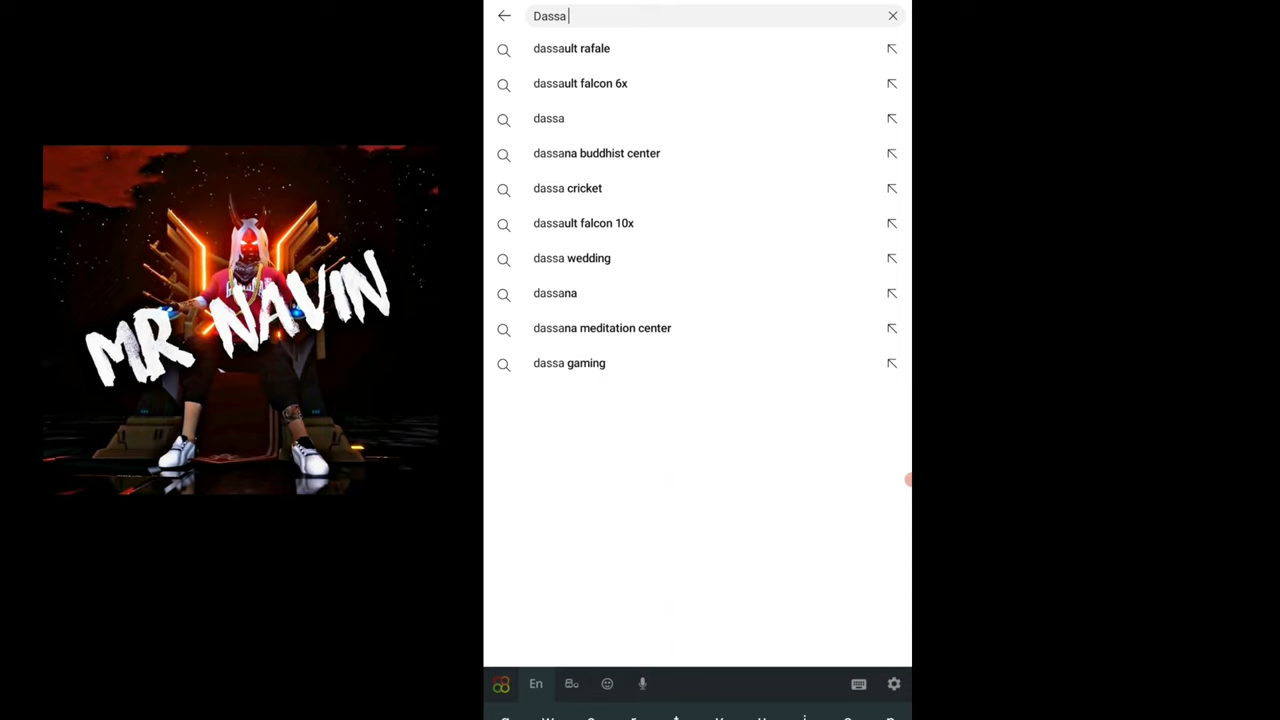 MR NAVIN
Dassa
dassault rafale
dassault falcon 6x
dassa
dassana buddhist center
dassa cricket
dassault falcon 10x
dassa wedding
dassana
dassana meditation center
dassa gaming
En